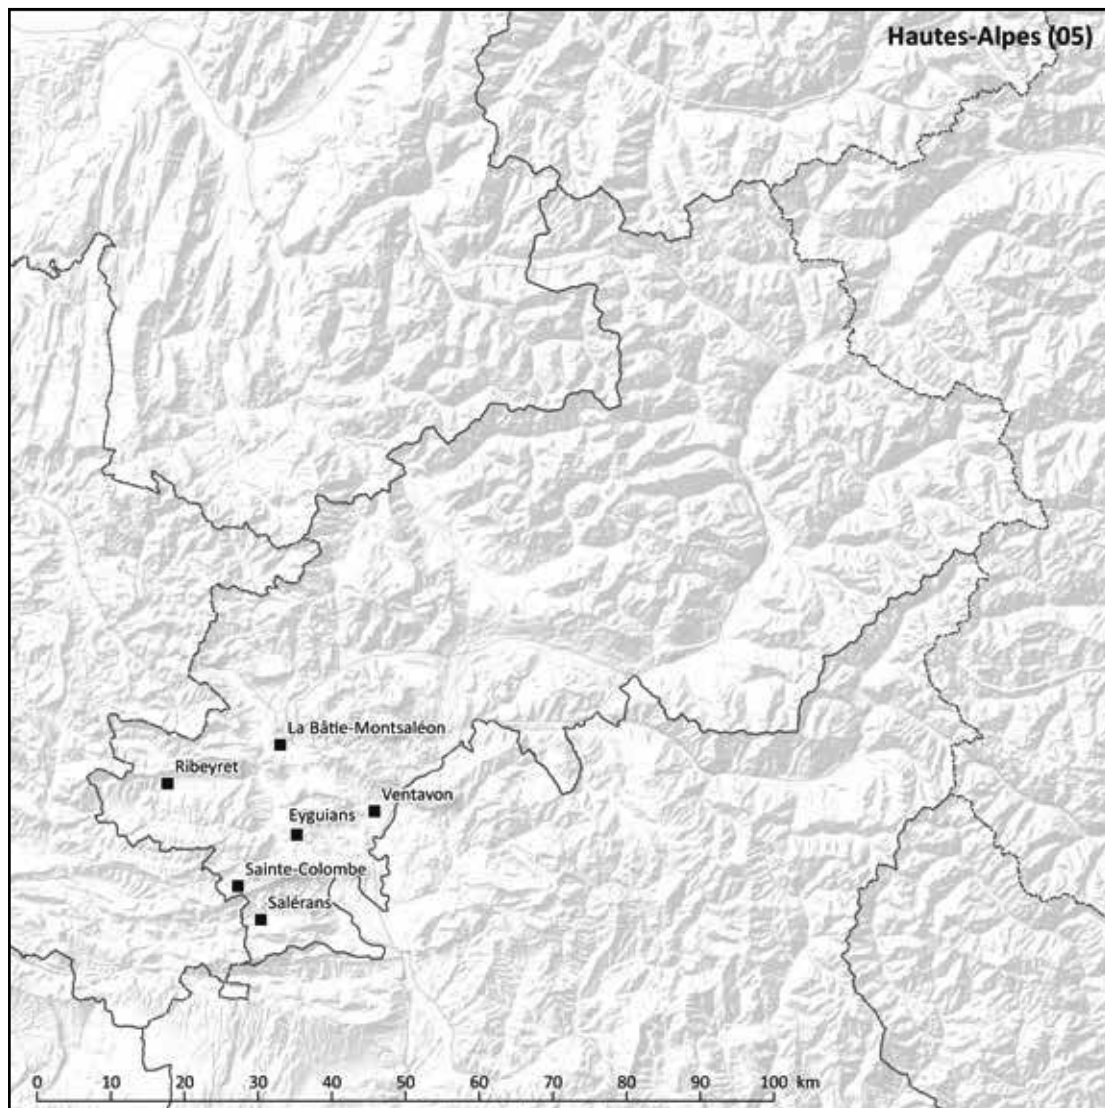 Hautes-Alpes (05)
La Bâtie-Montsaléon
Ribeyret
Ventavon
Eyguians
Sainte-Colombe
Salérans
0 10 20 30 40 50 60 70 80 90 100 km